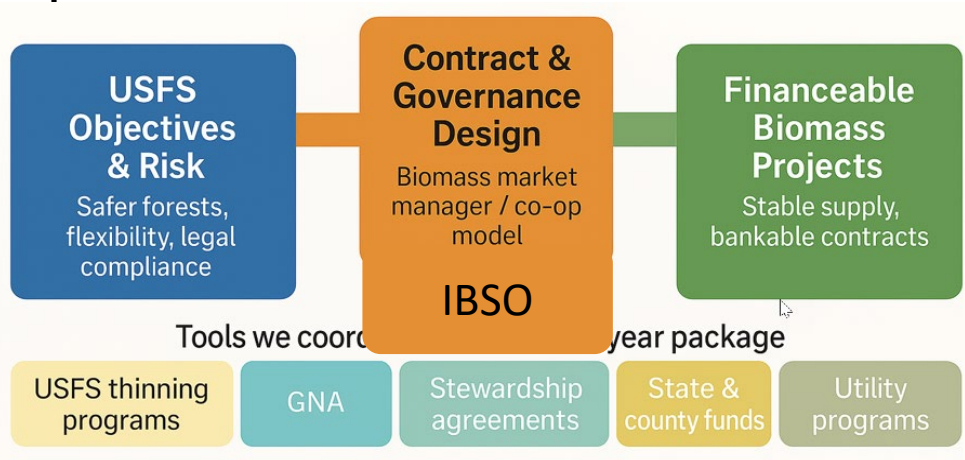 USFS
Objectives
& Risk
Safer forests,
flexibility, legal
compliance
Contract &
Governance
Design
Biomass market
manager / co-op
model
IBSO
Financeable
Biomass
Projects
Stable supply,
bankable contracts
Tools we year package
USFS thinning
programs
GNA
Stewardship
agreements
State &
county funds
Utility
programs